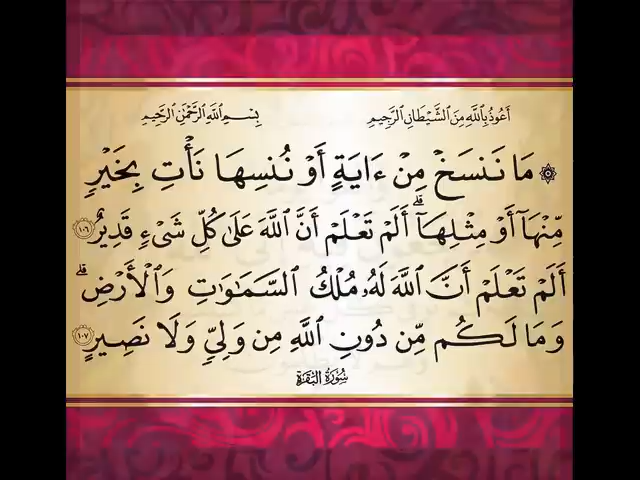 أَعُوذُ بِاللَّهِ مِنَ الشَّيْطَانِ الرَّجِيمِ بِسْمِ اللَّهِ الرَّحْمَٰنِ الرَّحِيمِ
۞ مَا نَنسَخْ مِنْ ءَايَةٍ أَوْ نُنسِهَا نَأْتِ بِخَيْرٍ
مِّنْهَآ أَوْ مِثْلِهَآ ۗ أَلَمْ تَعْلَمْ أَنَّ ٱللَّهَ عَلَىٰ كُلِّ شَىْءٍ قَدِيرٌ ١٠٦
أَلَمْ تَعْلَمْ أَنَّ ٱللَّهَ لَهُۥ مُلْكُ ٱلسَّمَٰوَٰتِ وَٱلْأَرْضِ ۗ
وَمَا لَكُم مِّن دُونِ ٱللَّهِ مِن وَلِىٍّ وَلَا نَصِيرٍ ١٠٧
سُورَةُ الْبَقَرَةِ